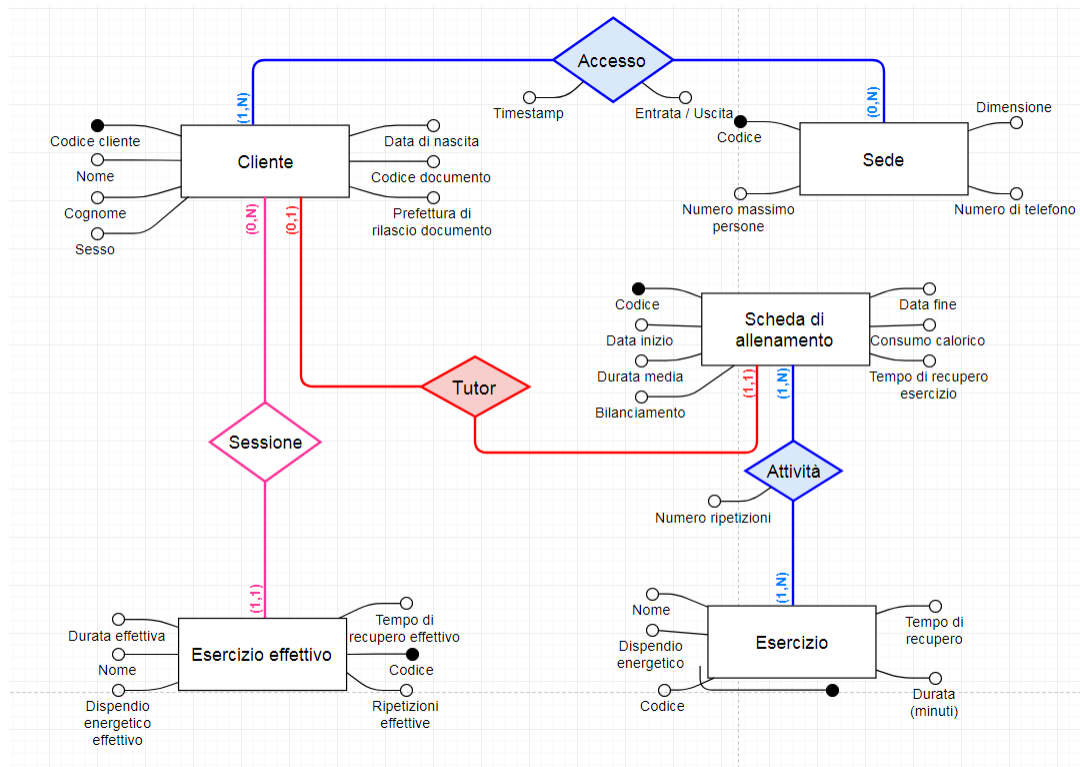 Accesso
Timestamp
Entrata / Uscita
(1,N)
(0,N)
Codice cliente
Nome
Cognome
Sesso
Cliente
Data di nascita
Codice documento
Prefettura di
rilascio documento
Codice
Numero massimo
persone
Sede
Dimensione
Numero di telefono
(0,N)
(0,1)
Codice
Data inizio
Durata media
Bilanciamento
Scheda di
allenamento
Data fine
Consumo calorico
Tempo di recupero
esercizio
(1,1)
(1,N)
Tutor
Sessione
Attività
Numero ripetizioni
(1,1)
(1,N)
Durata effettiva
Nome
Dispendio
energetico
effettivo
Esercizio effettivo
Tempo di
recupero effettivo
Codice
Ripetizioni
effettive
Nome
Dispendio
energetico
Codice
Esercizio
Tempo di
recupero
Durata
(minuti)